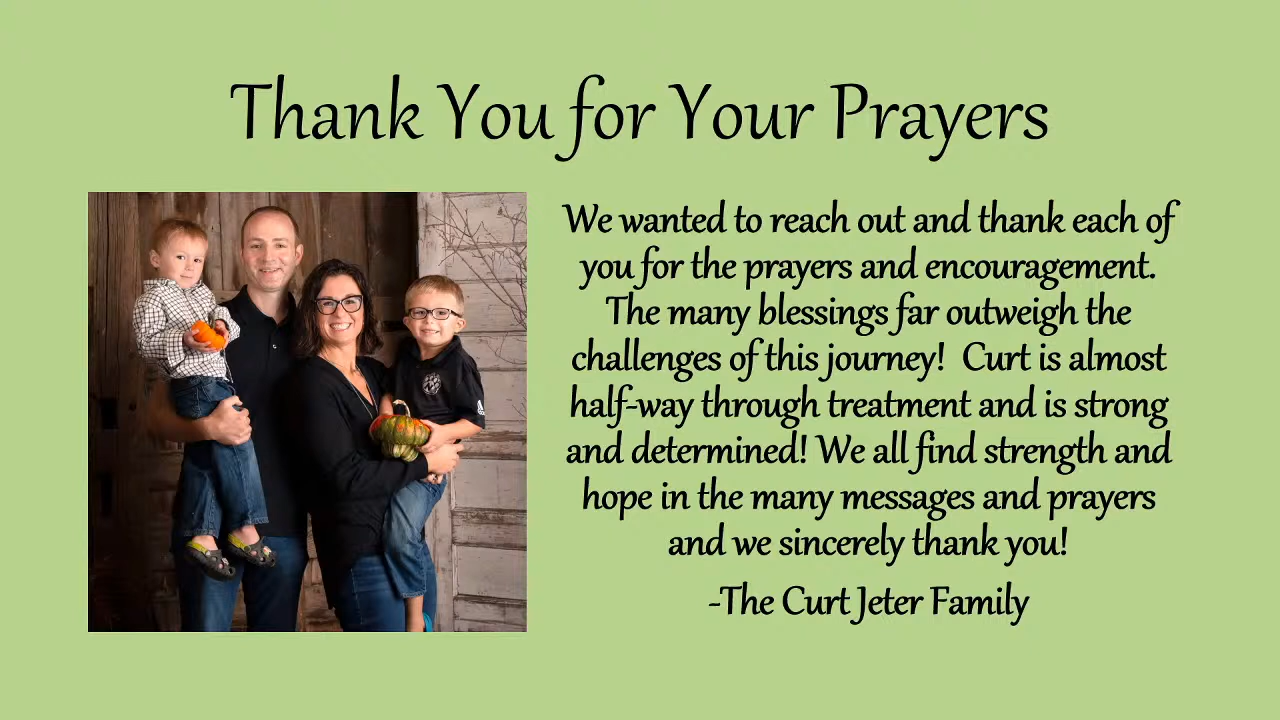 Thank You for Your Prayers
We wanted to reach out and thank each of
you for the prayers and encouragement.
The many blessings far outweigh the
challenges of this journey!  Curt is almost
half-way through treatment and is strong
and determined! We all find strength and
hope in the many messages and prayers
and we sincerely thank you!
-The Curt Jeter Family